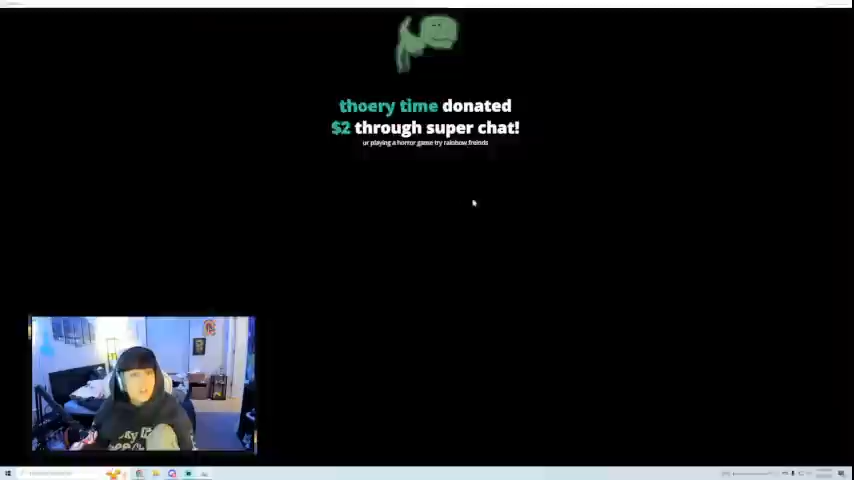 thoery time donated
$2 through super chat!
ur playing a horror game try rainbow freinds